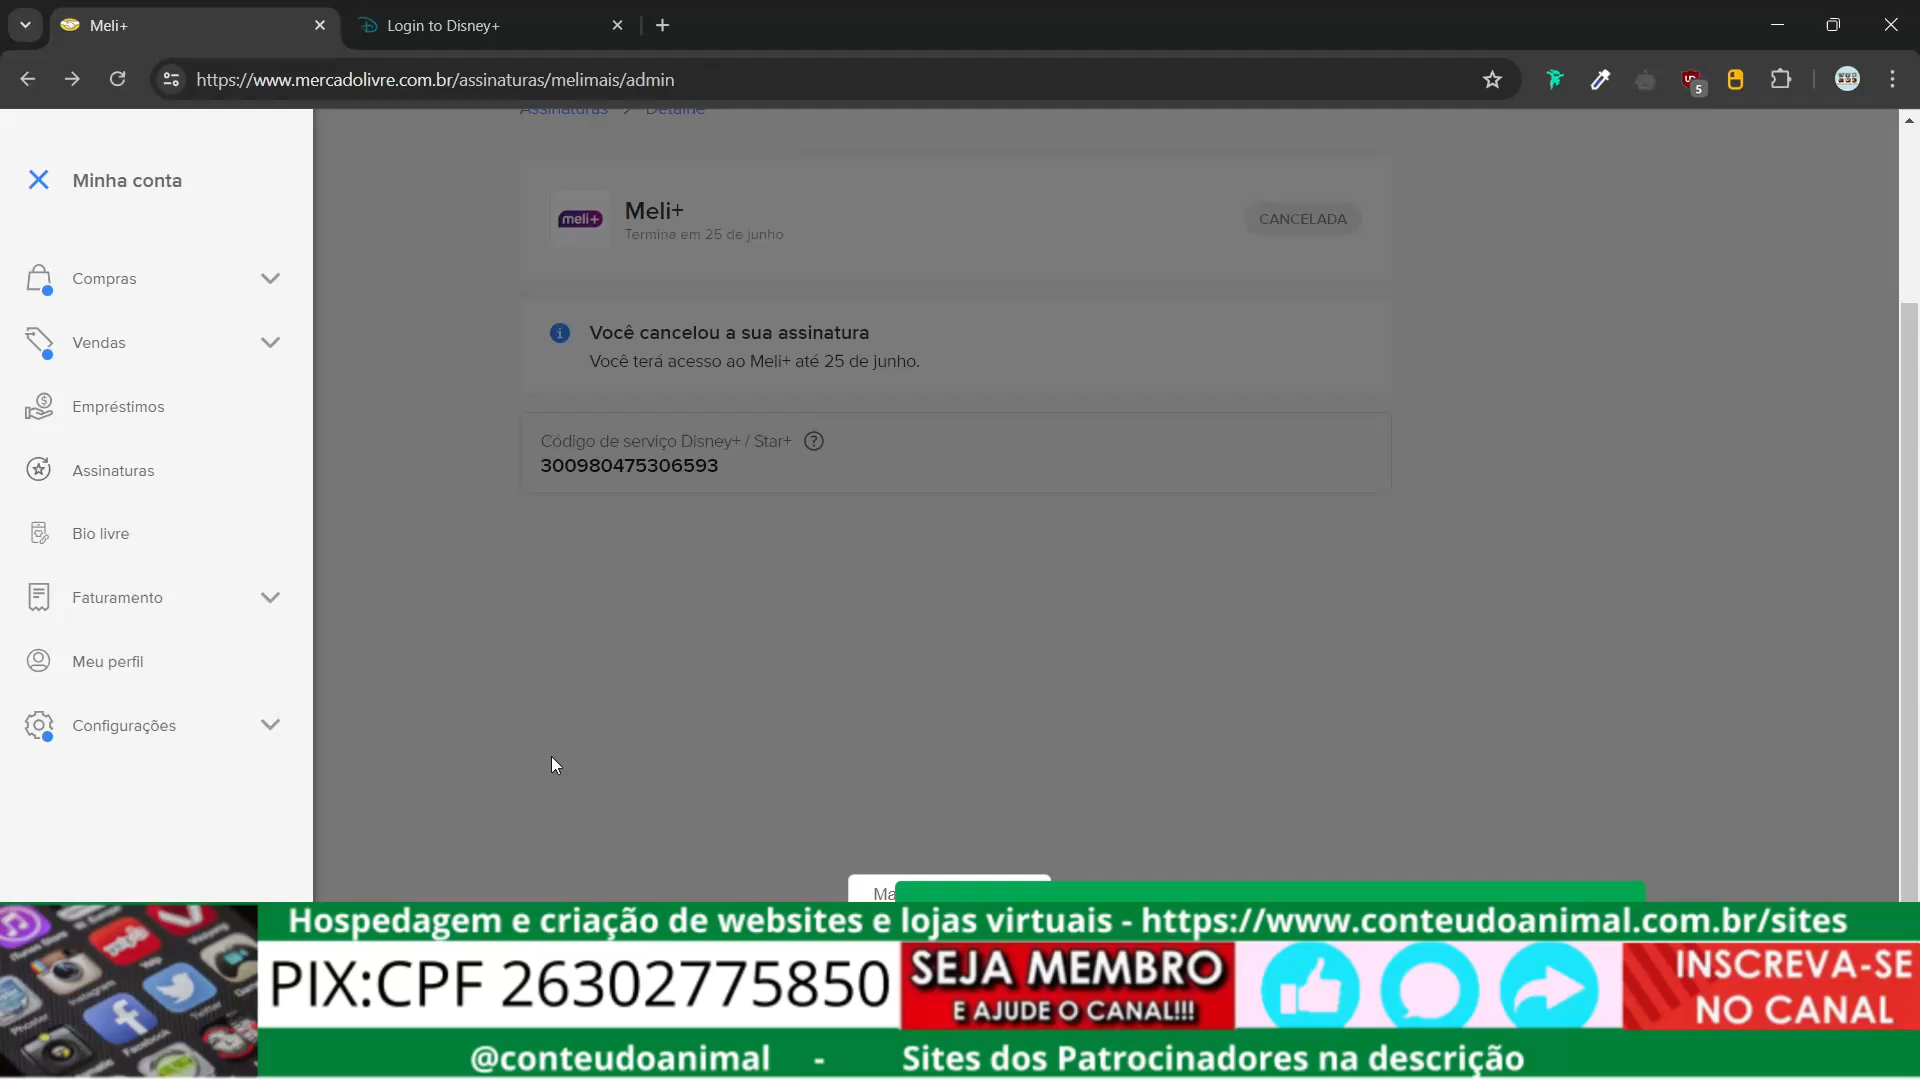 Meli+
Login to Disney+
https://www.mercadolivre.com.br/assinaturas/melimais/admin
5
Assinaturas > Detalhe
Minha conta
Compras
Vendas
Empréstimos
Assinaturas
Bio livre
Faturamento
Meu perfil
Configurações
meli+
Meli+
Termina em 25 de junho
CANCELADA
Você cancelou a sua assinatura
Você terá acesso ao Meli+ até 25 de junho.
Código de serviço Disney+ / Star+ ?
300980475306593
Ma
Hospedagem e criação de websites e lojas virtuais - https://www.conteudoanimal.com.br/sites
PIX:CPF 26302775850
SEJA MEMBRO
E AJUDE O CANAL!!!
INSCREVA-SE
NO CANAL
@conteudoanimal - Sites dos Patrocinadores na descrição